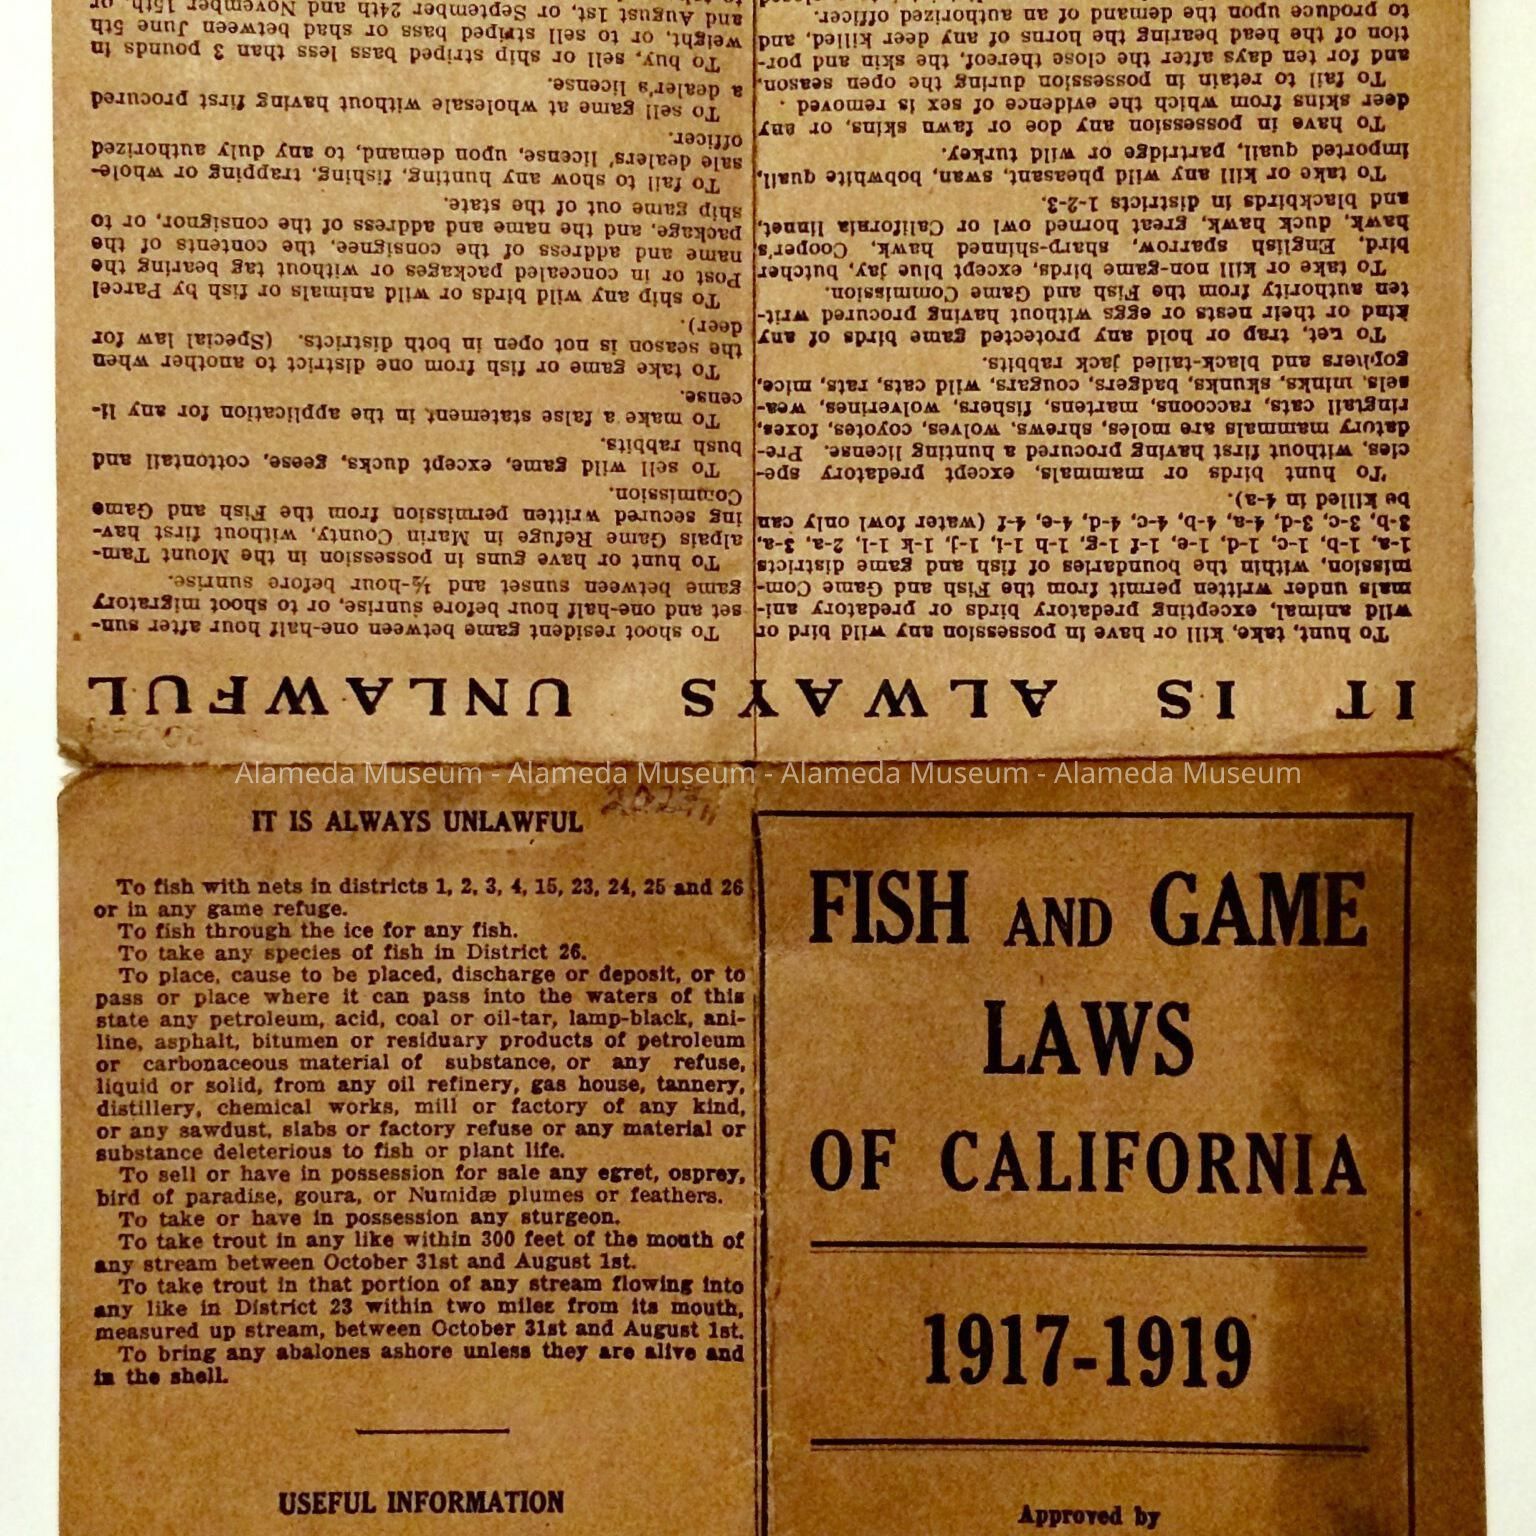 IT IS ALWAYS UNLAWFUL
To hunt, take, kill or have in possession any wild bird or
wild animal, excepting predatory birds or predatory ani-
mals under written permit from the Fish and Game Com-
mission, within the boundaries of fish and game districts
1-a, 1-b, 1-c, 1-d, 1-e, 1-f 1-g, 1-h 1-i, 1-j, 1-k 1-l, 2-a, 3-a,
3-b, 3-c, 3-d, 4-a, 4-b, 4-c, 4-d, 4-e, 4-f (water fowl only can
be killed in 4-a).
To hunt birds or mammals, except predatory spe-
cies, without first having procured a hunting license. Pre-
datory mammals are moles, shrews, wolves, coyotes, foxes,
ringtail cats, raccoons, martens, fishers, wolverines, wea-
sels, minks, skunks, badgers, cougars, wild cats, rats, mice,
gophers and black-tailed jack rabbits.
To get, trap or hold any protected game birds of any
kind or their nests or eggs without having procured writ-
ten authority from the Fish and Game Commission.
To take or kill non-game birds, except blue jay, butcher
bird, English sparrow, sharp-shinned hawk, Cooper's
hawk, duck hawk, great horned owl or California linnet,
and blackbirds in districts 1-2-3.
To take or kill any wild pheasant, swan, bobwhite quail,
imported quail, partridge or wild turkey.
To have in possession any doe or fawn skins, or any
deer skins from which the evidence of sex is removed .
To fail to retain in possession during the open season,
and for ten days after the close thereof, the skin and por-
tion of the head bearing the horns of any deer killed, and
to produce upon the demand of an authorized officer.
To shoot resident game between one-half hour after sun-
set and one-half hour before sunrise, or to shoot migratory
game between sunset and ½-hour before sunrise.
To hunt or have guns in possession in the Mount Tam-
alpais Game Refuge in Marin County, without first hav-
ing secured written permission from the Fish and Game
Commission.
To sell wild game, except ducks, geese, cottontail and
bush rabbits.
To make a false statement in the application for any li-
cense.
To take game or fish from one district to another when
the season is not open in both districts. (Special law for
deer).
To ship any wild birds or wild animals or fish by Parcel
Post or in concealed packages or without tag bearing the
name and address of the consignee, the contents of the
package, and the name and address of the consignor, or to
ship game out of the state.
To fail to show any hunting, fishing, trapping or whole-
sale dealers' license, upon demand, to any duly authorized
officer.
To sell game at wholesale without having first procured
a dealer's license.
To buy, sell or ship striped bass less than 3 pounds in
weight, or to sell striped bass or shad between June 5th
and August 1st, or September 24th and November 15th, or
Alameda Museum - Alameda Museum - Alameda Museum - Alameda Museum
IT IS ALWAYS UNLAWFUL
To fish with nets in districts 1, 2, 3, 4, 15, 23, 24, 25 and 26
or in any game refuge.
To fish through the ice for any fish.
To take any species of fish in District 26.
To place, cause to be placed, discharge or deposit, or to
pass or place where it can pass into the waters of this
state any petroleum, acid, coal or oil-tar, lamp-black, ani-
line, asphalt, bitumen or residuary products of petroleum
or carbonaceous material of substance, or any refuse,
liquid or solid, from any oil refinery, gas house, tannery,
distillery, chemical works, mill or factory of any kind,
or any sawdust, slabs or factory refuse or any material or
substance deleterious to fish or plant life.
To sell or have in possession for sale any egret, osprey,
bird of paradise, goura, or Numidæ plumes or feathers.
To take or have in possession any sturgeon.
To take trout in any like within 300 feet of the mouth of
any stream between October 31st and August 1st.
To take trout in that portion of any stream flowing into
any like in District 23 within two miles from its mouth,
measured up stream, between October 31st and August 1st.
To bring any abalones ashore unless they are alive and
in the shell.
USEFUL INFORMATION
FISH AND GAME
LAWS
OF CALIFORNIA
1917-1919
Approved by